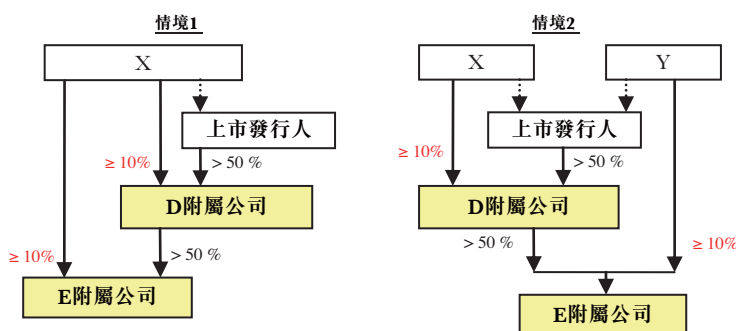 情境1
X
上市發行人
≥ 10%
> 50 %
D附屬公司
≥ 10%
> 50 %
E附屬公司
情境2
X
Y
上市發行人
≥ 10%
> 50 %
D附屬公司
> 50 %
≥ 10%
E附屬公司